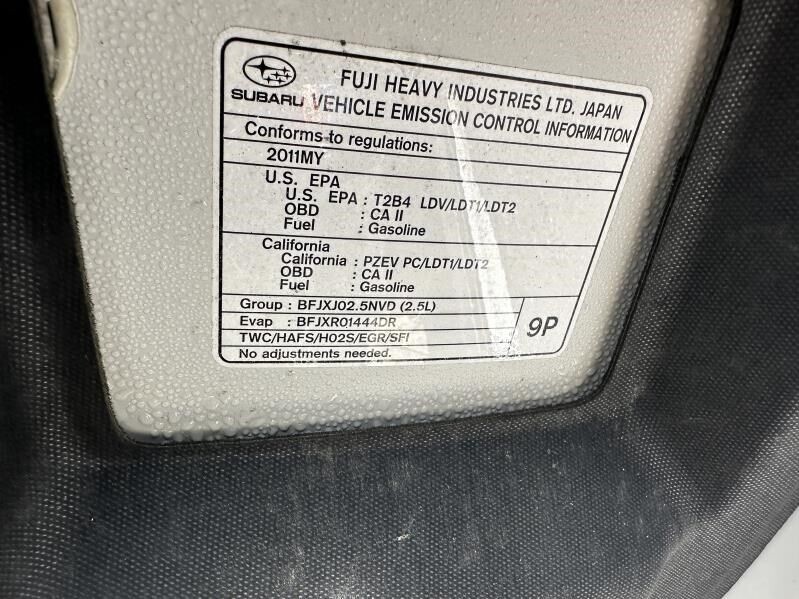 FUJI HEAVY INDUSTRIES LTD. JAPAN
SUBARU VEHICLE EMISSION CONTROL INFORMATION
Conforms to regulations:
2011MY
U.S. EPA
U.S. EPA : T2B4 LDV/LDT1/LDT2
OBD : CA II
Fuel : Gasoline
California
California : PZEV PC/LDT1/LDT2
OBD : CA II
Fuel : Gasoline
Group : BFJXJ02.5NVD (2.5L)
Evap : BFJXR01444DR
TWC/HAFS/HO2S/EGR/SFI
No adjustments needed.
9P